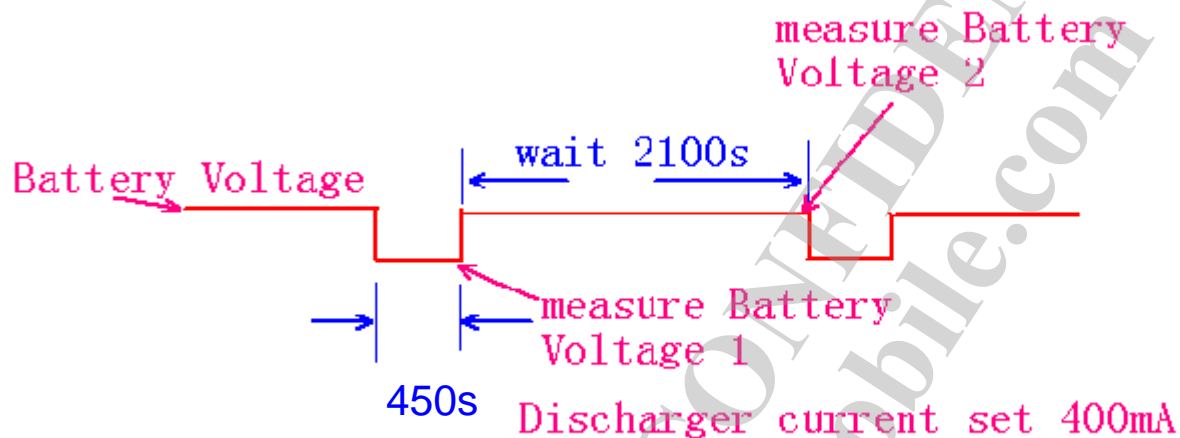 measure Battery
Voltage 2
wait 2100s
Battery Voltage
measure Battery
Voltage 1
450s
Discharger current set 400mA